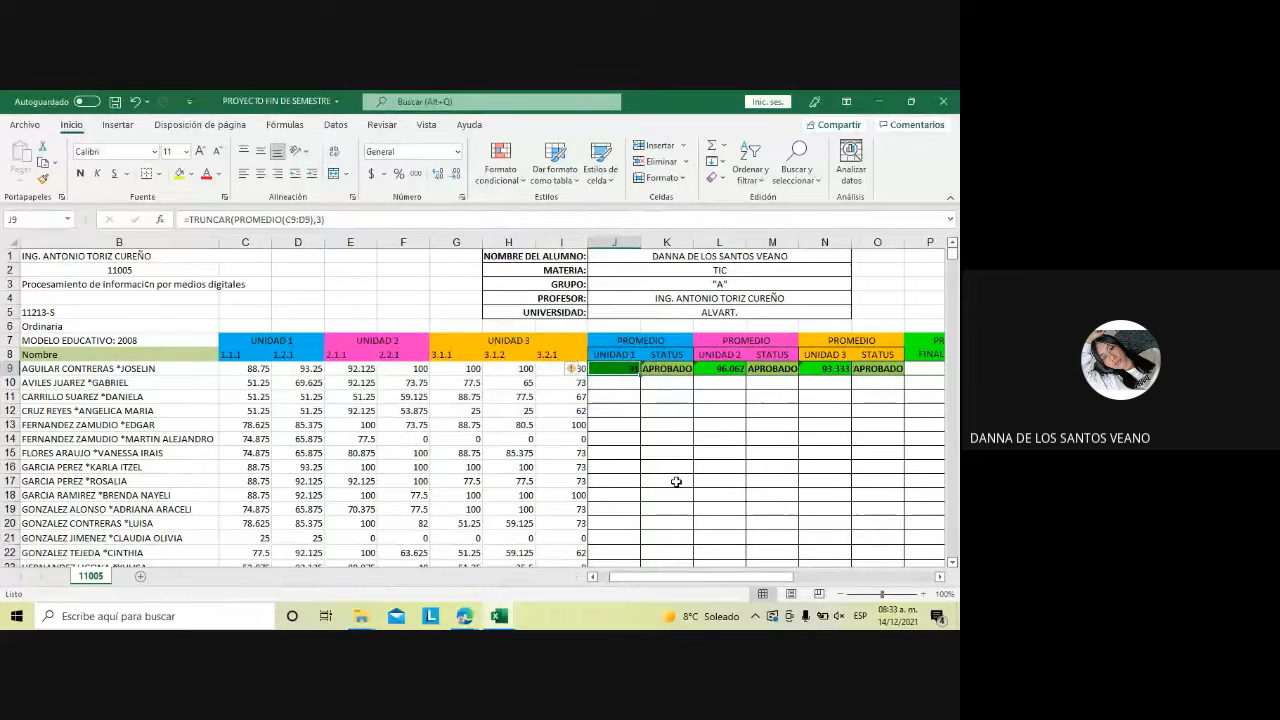 Autoguardado PROYECTO FIN DE SEMESTRE Buscar (Alt+Q) Inic. ses.
Archivo Inicio Insertar Disposición de página Fórmulas Datos Revisar Vista Ayuda Compartir Comentarios
Pegar Calibri 11 General Formato condicional Dar formato como tabla Estilos de celda Insertar Eliminar Formato Ordenar y filtrar Buscar y seleccionar Analizar datos
N K S
Portapapeles Fuente Alineación Número Estilos Celdas Edición Análisis
J9 fx =TRUNCAR(PROMEDIO(C9:D9),3)
B C D E F G H I J K L M N O P
1 ING. ANTONIO TORIZ CUREÑO NOMBRE DEL ALUMNO: DANNA DE LOS SANTOS VEANO
2 11005 MATERIA: TIC
3 Procesamiento de información por medios digitales GRUPO: "A"
4 PROFESOR: ING. ANTONIO TORIZ CUREÑO
5 11213-S UNIVERSIDAD: ALVART.
6 Ordinaria
7 MODELO EDUCATIVO: 2008 UNIDAD 1 UNIDAD 2 UNIDAD 3 PROMEDIO PROMEDIO PROMEDIO PR
8 Nombre 1.1.1 1.2.1 2.1.1 2.2.1 3.1.1 3.1.2 3.2.1 UNIDAD 1 STATUS UNIDAD 2 STATUS UNIDAD 3 STATUS FINAL
9 AGUILAR CONTRERAS *JOSELIN 88.75 93.25 92.125 100 100 100 80 91 APROBADO 96.062 APROBADO 93.333 APROBADO
10 AVILES JUAREZ *GABRIEL 51.25 69.625 92.125 73.75 77.5 65 73
11 CARRILLO SUAREZ *DANIELA 51.25 51.25 51.25 59.125 88.75 77.5 67
12 CRUZ REYES *ANGELICA MARIA 51.25 51.25 92.125 53.875 25 25 62
13 FERNANDEZ ZAMUDIO *EDGAR 78.625 85.375 100 73.75 88.75 80.5 100
14 FERNANDEZ ZAMUDIO *MARTIN ALEJANDRO 74.875 65.875 77.5 0 0 0 0
15 FLORES ARAUJO *VANESSA IRAIS 74.875 65.875 80.875 100 88.75 85.375 73
16 GARCIA PEREZ *KARLA ITZEL 88.75 93.25 100 100 100 100 73
17 GARCIA PEREZ *ROSALIA 88.75 92.125 92.125 100 77.5 77.5 73
18 GARCIA RAMIREZ *BRENDA NAYELI 88.75 92.125 100 77.5 100 100 100
19 GONZALEZ ALONSO *ADRIANA ARACELI 74.875 65.875 70.375 77.5 100 100 73
20 GONZALEZ CONTRERAS *LUISA 78.625 85.375 100 82 51.25 59.125 73
21 GONZALEZ JIMENEZ *CLAUDIA OLIVIA 25 25 0 0 0 0 0
22 GONZALEZ TEJEDA *CINTHIA 77.5 92.125 100 63.625 51.25 59.125 62
11005
Listo 100%
Escribe aquí para buscar 8°C Soleado ESP 08:33 a. m.
14/12/2021
DANNA DE LOS SANTOS VEANO